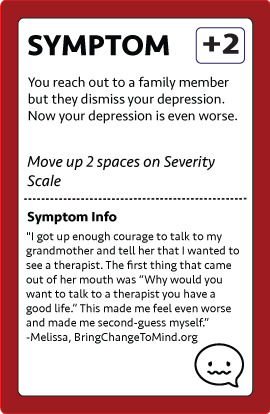 SYMPTOM +2
You reach out to a family member
but they dismiss your depression.
Now your depression is even worse.
Move up 2 spaces on Severity
Scale
Symptom Info
"I got up enough courage to talk to my
grandmother and tell her that I wanted to
see a therapist. The first thing that came
out of her mouth was “Why would you
want to talk to a therapist you have a
good life.” This made me feel even worse
and made me second-guess myself.”
-Melissa, BringChangeToMind.org